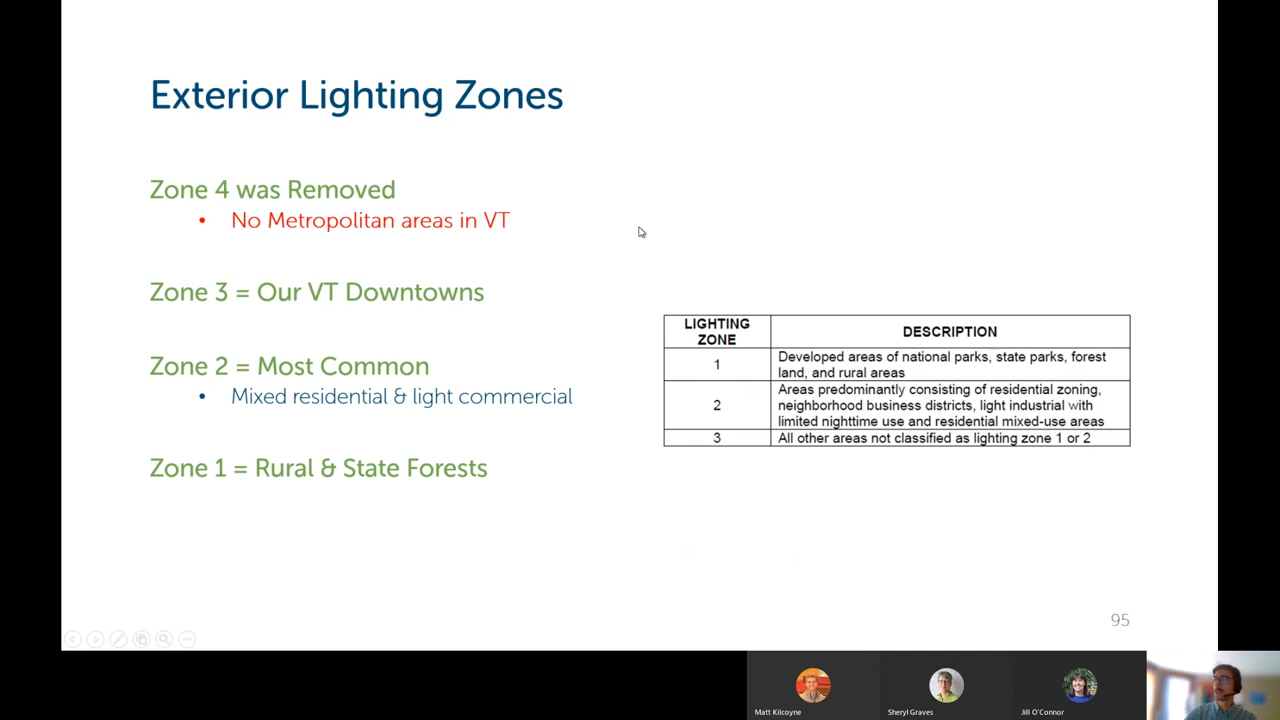 Exterior Lighting Zones
Zone 4 was Removed
• No Metropolitan areas in VT
Zone 3 = Our VT Downtowns
Zone 2 = Most Common
• Mixed residential & light commercial
Zone 1 = Rural & State Forests
LIGHTING
ZONE
DESCRIPTION
1
Developed areas of national parks, state parks, forest
land, and rural areas
2
Areas predominantly consisting of residential zoning,
neighborhood business districts, light industrial with
limited nighttime use and residential mixed-use areas
3
All other areas not classified as lighting zone 1 or 2
95
Matt Kilcoyne
Sheryl Graves
Jill O'Connor